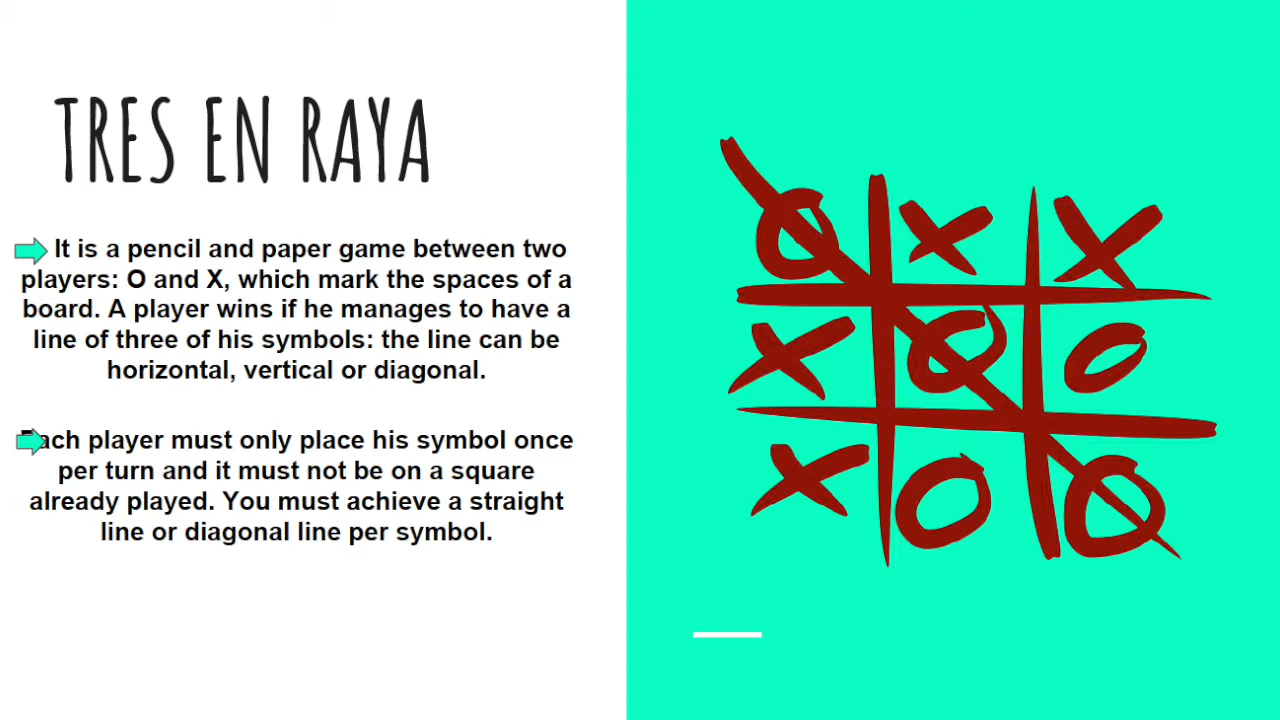 TRES EN RAYA
It is a pencil and paper game between two
players: O and X, which mark the spaces of a
board. A player wins if he manages to have a
line of three of his symbols: the line can be
horizontal, vertical or diagonal.
Each player must only place his symbol once
per turn and it must not be on a square
already played. You must achieve a straight
line or diagonal line per symbol.
O X X
X O O
X O O